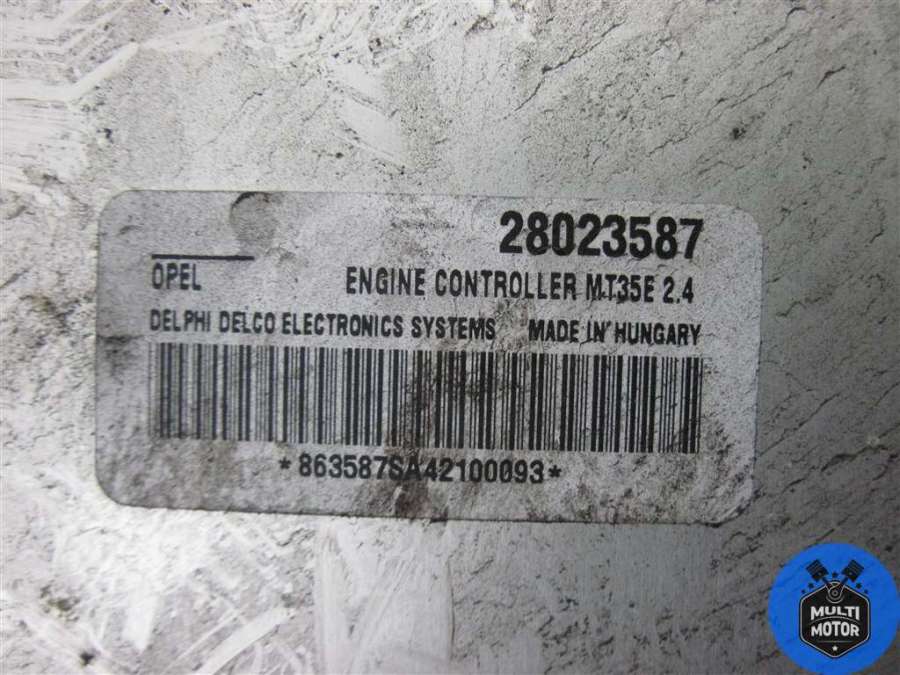 28023587
OPEL ENGINE CONTROLLER MT35E 2.4
DELPHI DELCO ELECTRONICS SYSTEMS MADE IN HUNGARY
*863587SA42100093*
MULTI
MOTOR